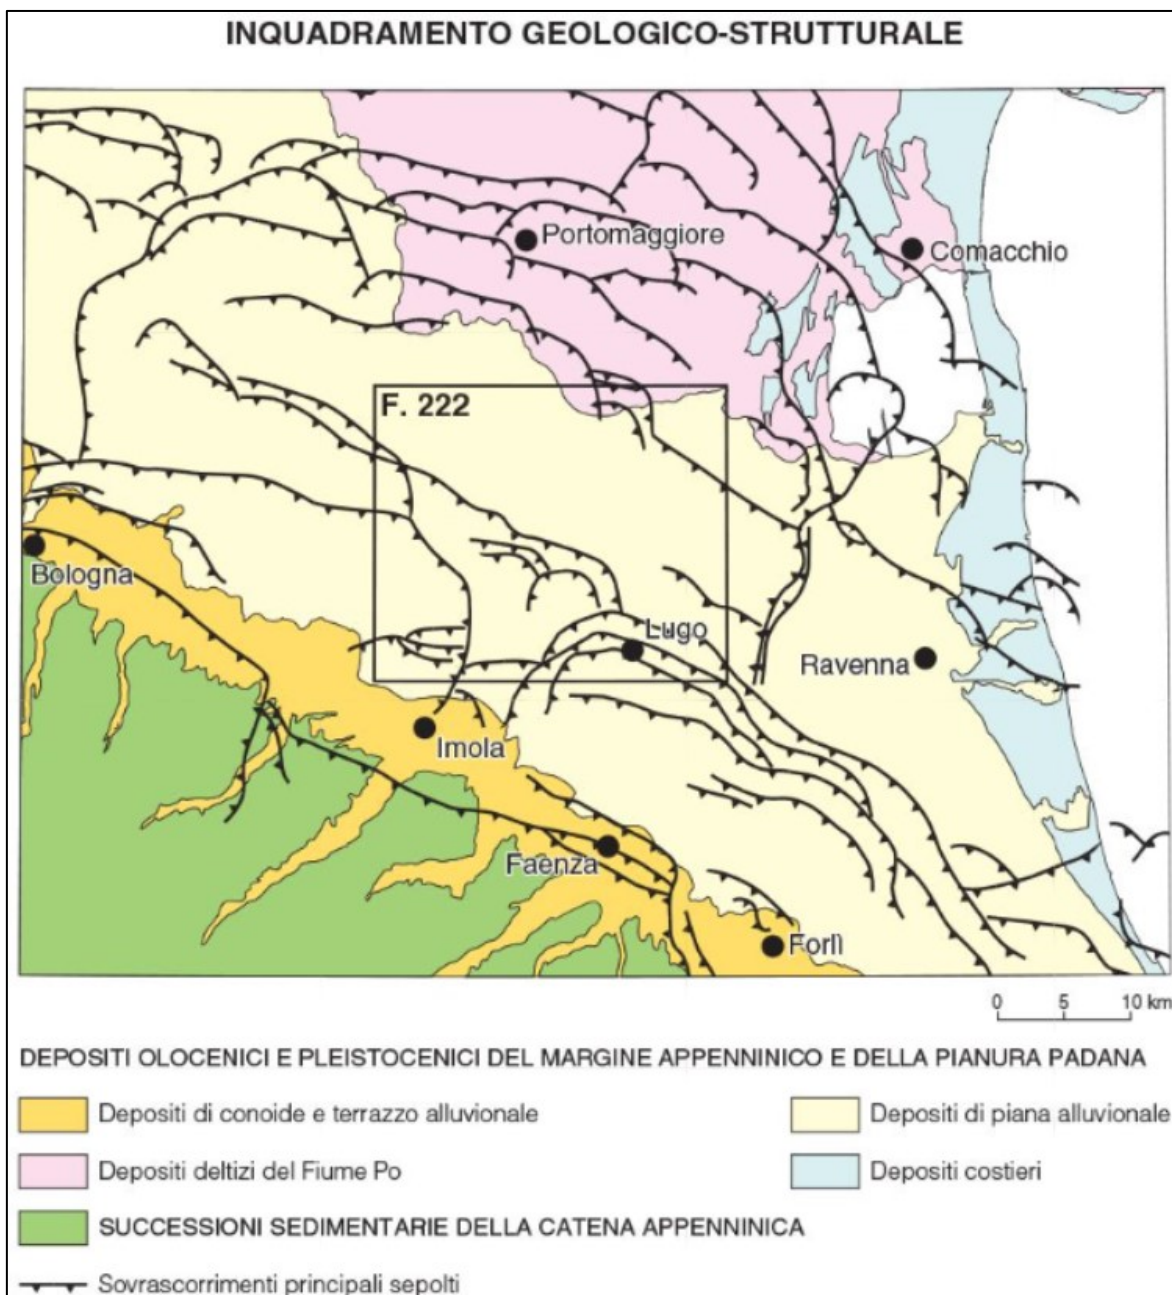 INQUADRAMENTO GEOLOGICO-STRUTTURALE
Portomaggiore
Comacchio
F. 222
Bologna
Lugo
Ravenna
Imola
Faenza
Forlì
0 5 10 km
DEPOSITI OLOCENICI E PLEISTOCENICI DEL MARGINE APPENNINICO E DELLA PIANURA PADANA
Depositi di conoide e terrazzo alluvionale
Depositi di piana alluvionale
Depositi deltizi del Fiume Po
Depositi costieri
SUCCESSIONI SEDIMENTARIE DELLA CATENA APPENNINICA
Sovrascorrimenti principali sepolti